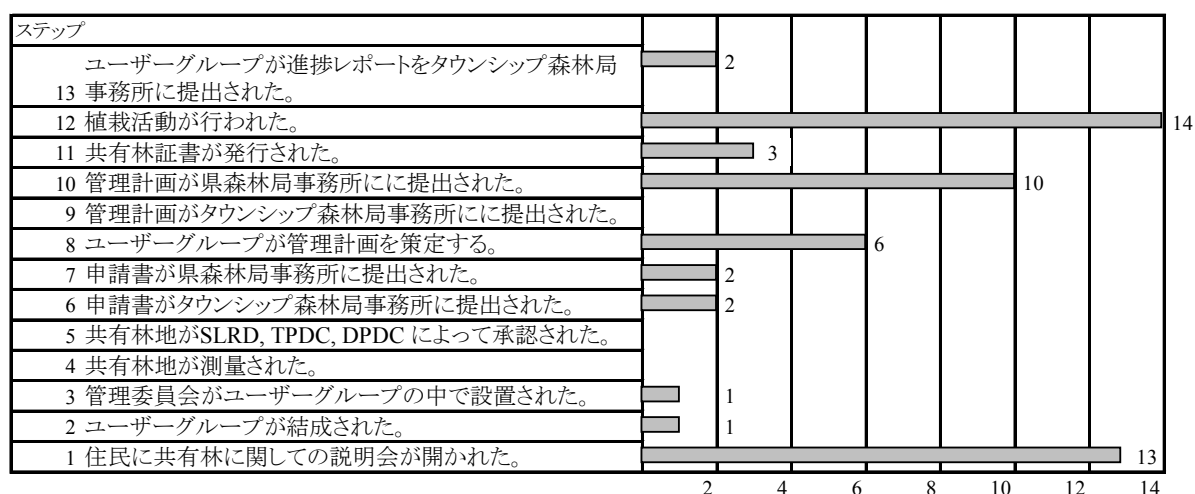 ステップ
ユーザーグループが進捗レポートをタウンシップ森林局
13 事務所に提出された。
2
12 植栽活動が行われた。
14
11 共有林証書が発行された。
3
10 管理計画が県森林局事務所にに提出された。
10
9 管理計画がタウンシップ森林局事務所にに提出された。
8 ユーザーグループが管理計画を策定する。
6
7 申請書が県森林局事務所に提出された。
2
6 申請書がタウンシップ森林局事務所に提出された。
2
5 共有林地がSLRD, TPDC, DPDC によって承認された。
4 共有林地が測量された。
3 管理委員会がユーザーグループの中で設置された。
1
2 ユーザーグループが結成された。
1
1 住民に共有林に関しての説明会が開かれた。
13
2 4 6 8 10 12 14